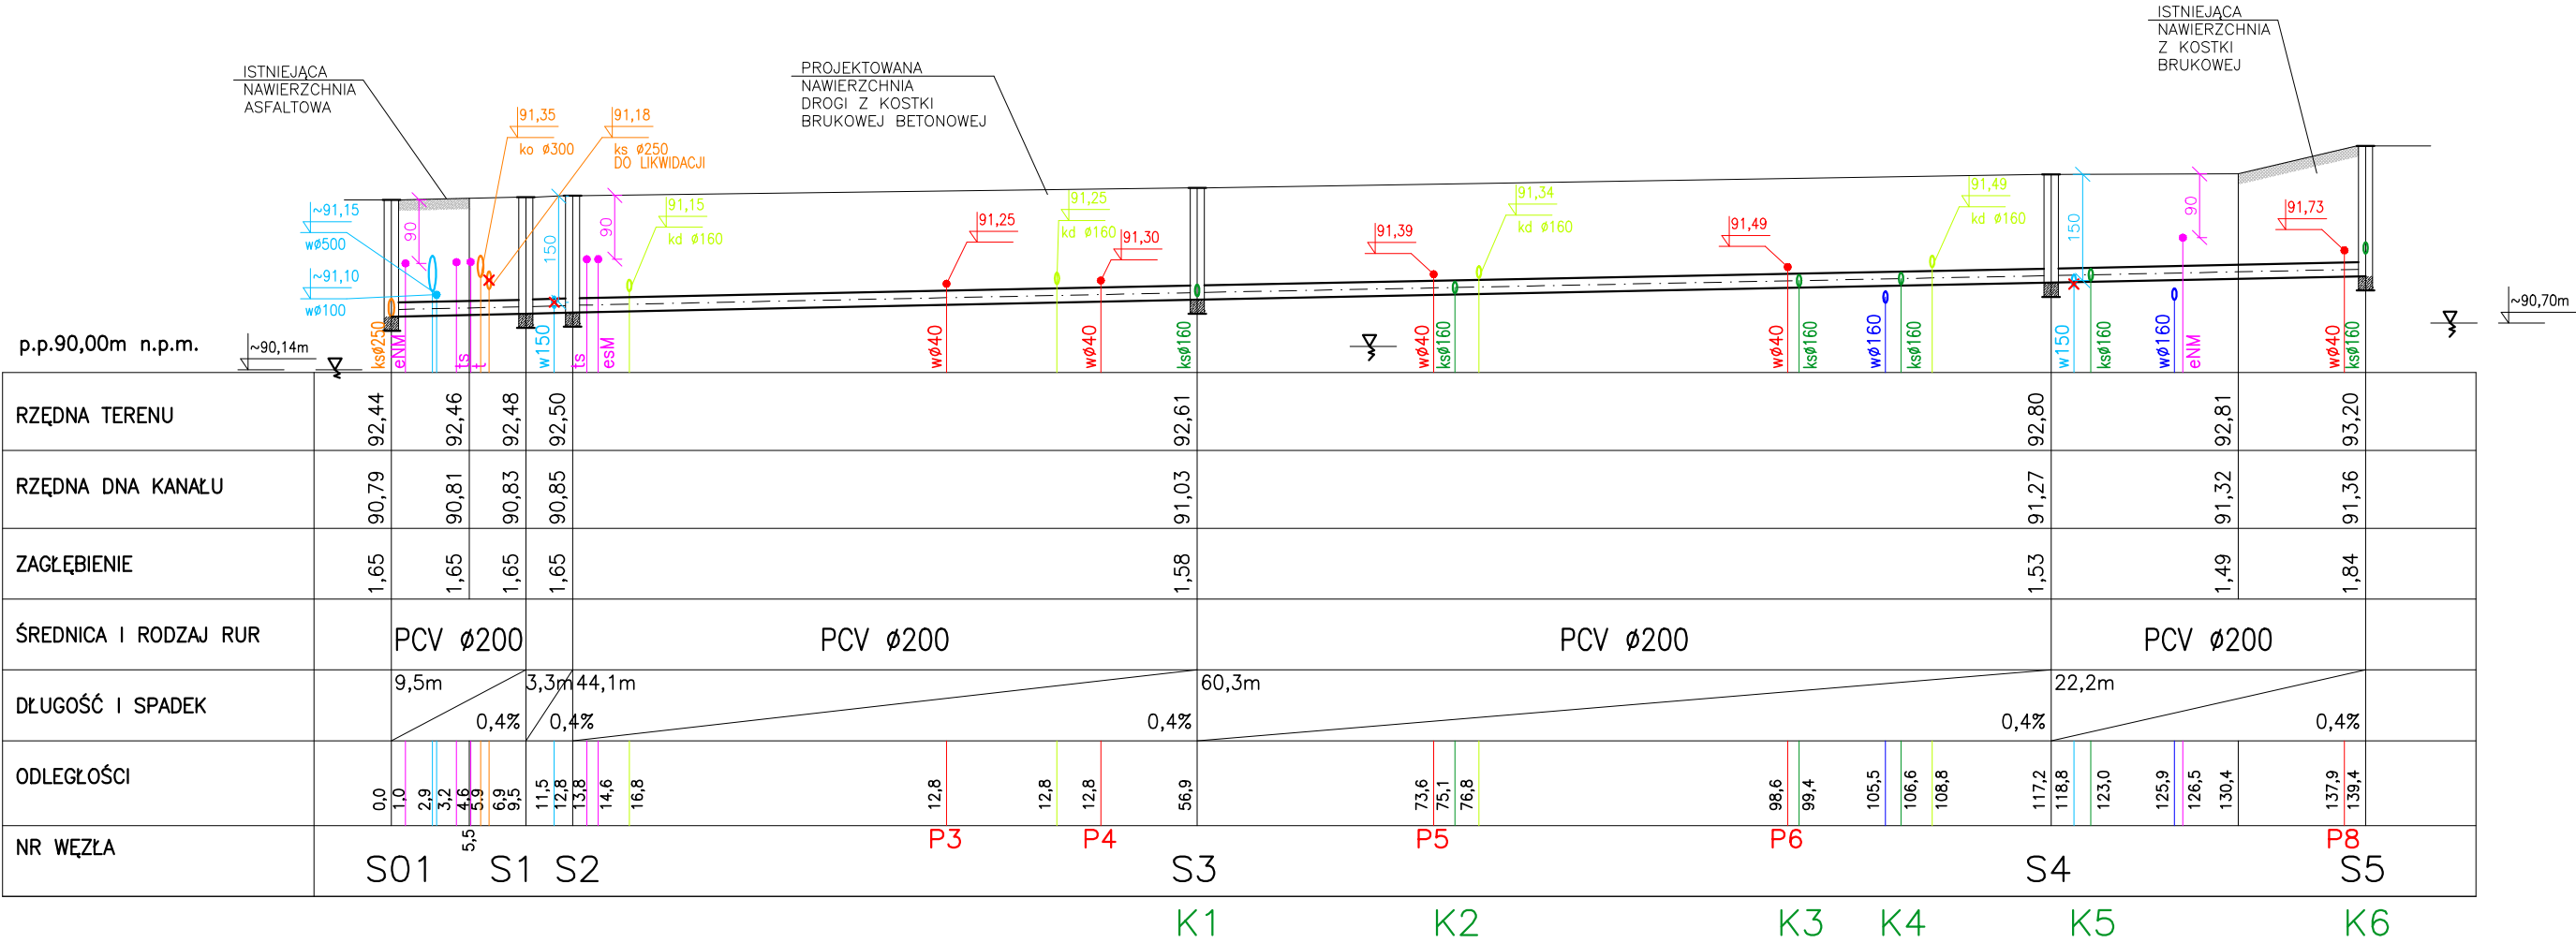 ISTNIEJĄCA
NAWIERZCHNIA
Z KOSTKI
BRUKOWEJ
ISTNIEJĄCA
NAWIERZCHNIA
ASFALTOWA
PROJEKTOWANA
NAWIERZCHNIA
DROGI Z KOSTKI
BRUKOWEJ BETONOWEJ
91,35
ko ø300
91,18
ks ø250
DO LIKWIDACJI
~91,15
wø500
~91,10
wø100
90
150
90
91,15
kd ø160
91,25
91,25
kd ø160
91,30
91,39
91,34
kd ø160
91,49
91,49
kd ø160
150
90
91,73
~90,70m
p.p.90,00m n.p.m.
~90,14m
ksø250
eNM
ts
t
w150
ts
esM
wø40
wø40
ksø160
wø40
ksø160
wø40
ksø160
wø160
ksø160
w150
ksø160
wø160
eNM
wø40
ksø160
RZĘDNA TERENU 92,44 92,46 92,48 92,50 92,61 92,80 92,81 93,20
RZĘDNA DNA KANAŁU 90,79 90,81 90,83 90,85 91,03 91,27 91,32 91,36
ZAGŁĘBIENIE 1,65 1,65 1,65 1,65 1,58 1,53 1,49 1,84
ŚREDNICA I RODZAJ RUR PCV ø200 PCV ø200 PCV ø200 PCV ø200
DŁUGOŚĆ I SPADEK 9,5m 3,3m 44,1m 60,3m 22,2m
0,4% 0,4% 0,4% 0,4% 0,4%
ODLEGŁOŚCI 0,0 1,0 2,9 3,2 4,6 5,9 6,9 9,5 11,5 12,8 13,8 14,6 16,8 12,8 12,8 12,8 56,9 73,6 75,1 76,8 98,6 99,4 105,5 106,6 108,8 117,2 118,8 123,0 125,9 126,5 130,4 137,9 139,4
5,5
NR WĘZŁA P3 P4 P5 P6 P8
S01 S1 S2 S3 S4 S5
K1 K2 K3 K4 K5 K6